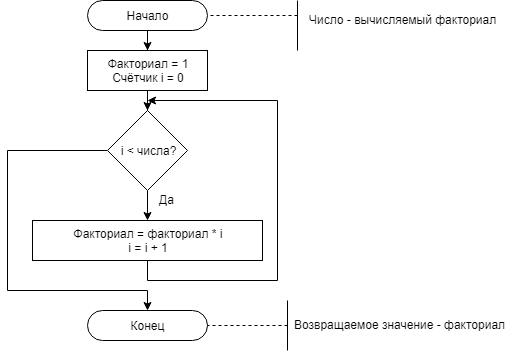 Начало
Число - вычисляемый факториал
Факториал = 1
Счётчик i = 0
i < числа?
Да
Факториал = факториал * i
i = i + 1
Конец
Возвращаемое значение - факториал